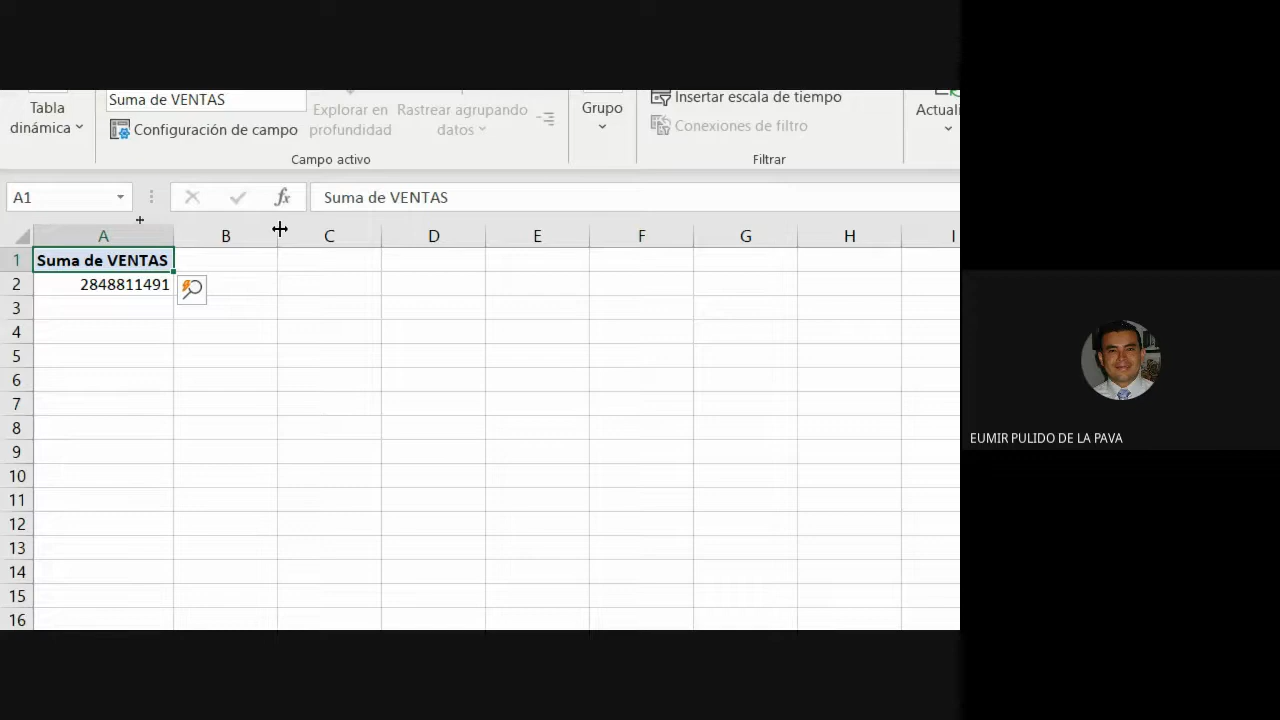 Suma de VENTAS
Insertar escala de tiempo
Tabla dinámica
Explorar en profundidad
Rastrear agrupando datos
Grupo
Configuración de campo
Conexiones de filtro
Campo activo
Filtrar
A1
fx
Suma de VENTAS
A B C D E F G H I
1 Suma de VENTAS
2 2848811491
3
4
5
6
7
8
9
10
11
12
13
14
15
16
EUMIR PULIDO DE LA PAVA